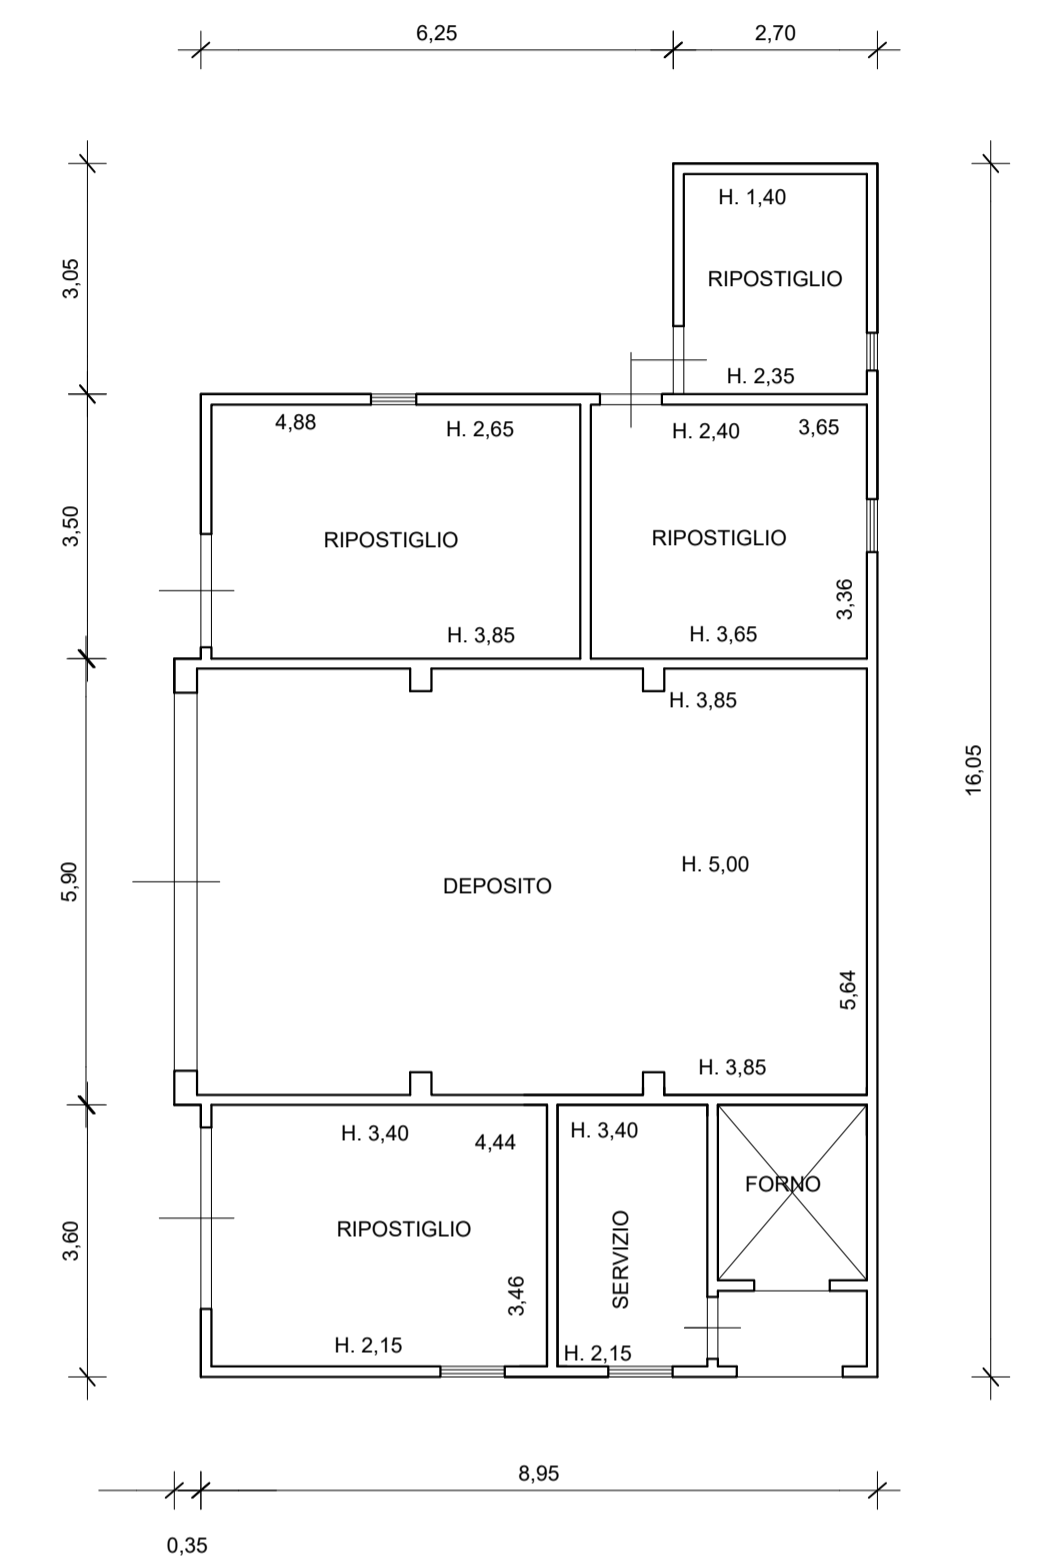 6,25
2,70
H. 1,40
3,05
RIPOSTIGLIO
H. 2,35
4,88
H. 2,65
H. 2,40
3,65
3,50
RIPOSTIGLIO
RIPOSTIGLIO
3,36
H. 3,85
H. 3,65
H. 3,85
16,05
5,90
DEPOSITO
H. 5,00
5,64
H. 3,85
H. 3,40
4,44
H. 3,40
FORNO
3,60
RIPOSTIGLIO
SERVIZIO
3,46
H. 2,15
H. 2,15
8,95
0,35